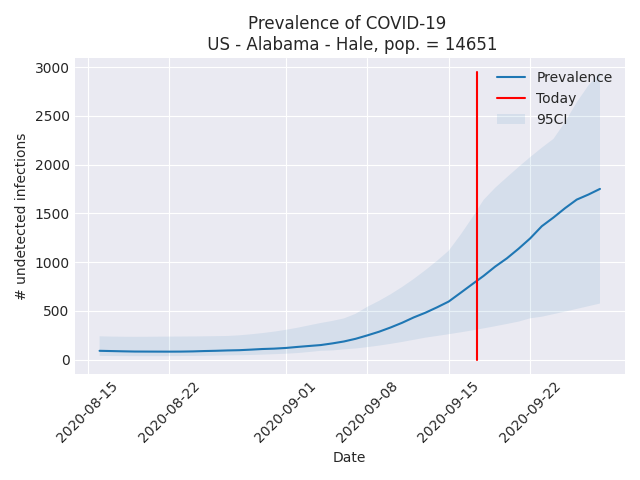 Prevalence of COVID-19
US - Alabama - Hale, pop. = 14651
3000
2500
2000
1500
1000
500
0
# undetected infections
Prevalence
Today
95CI
2020-08-15
2020-08-22
2020-09-01
2020-09-08
2020-09-15
2020-09-22
Date